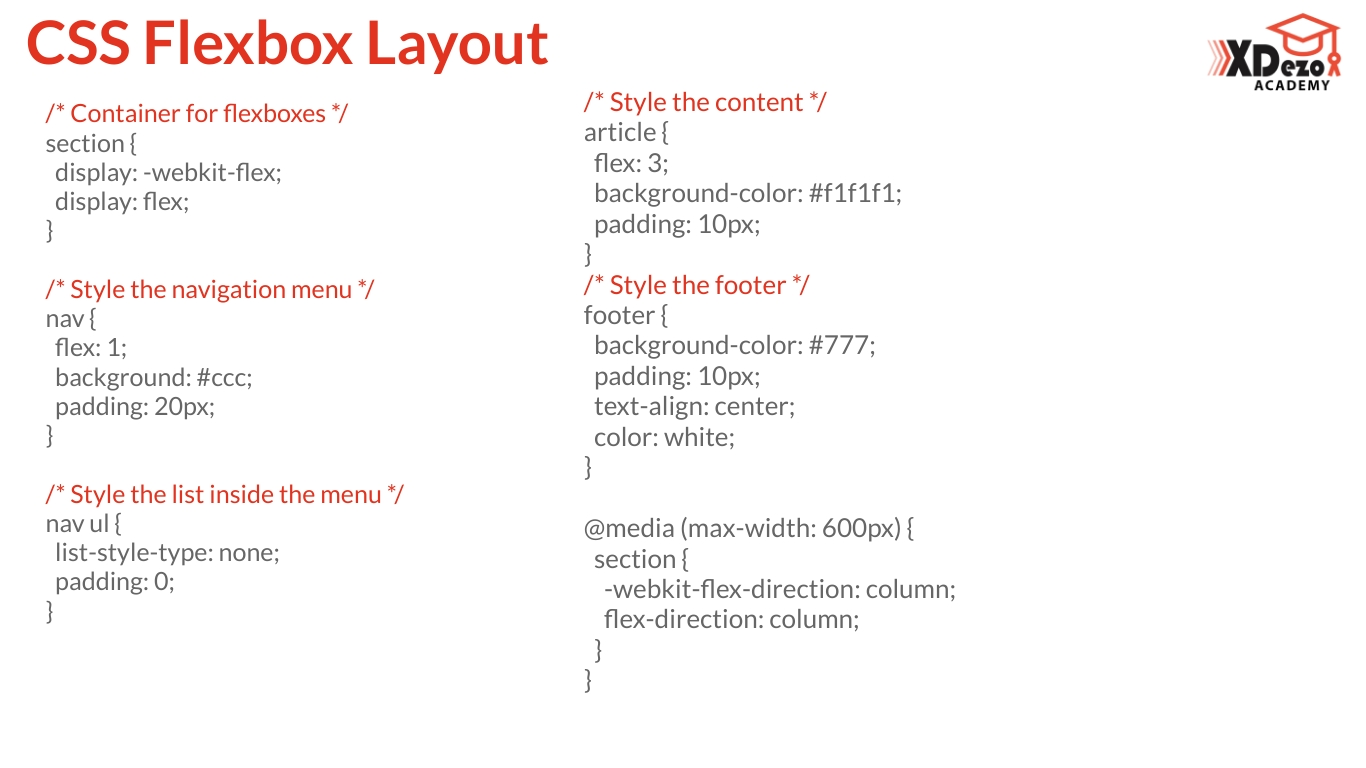 CSS Flexbox Layout
XDezo
ACADEMY
/* Container for flexboxes */
section {
  display: -webkit-flex;
  display: flex;
}

/* Style the navigation menu */
nav {
  flex: 1;
  background: #ccc;
  padding: 20px;
}

/* Style the list inside the menu */
nav ul {
  list-style-type: none;
  padding: 0;
}
/* Style the content */
article {
  flex: 3;
  background-color: #f1f1f1;
  padding: 10px;
}
/* Style the footer */
footer {
  background-color: #777;
  padding: 10px;
  text-align: center;
  color: white;
}

@media (max-width: 600px) {
  section {
    -webkit-flex-direction: column;
    flex-direction: column;
  }
}